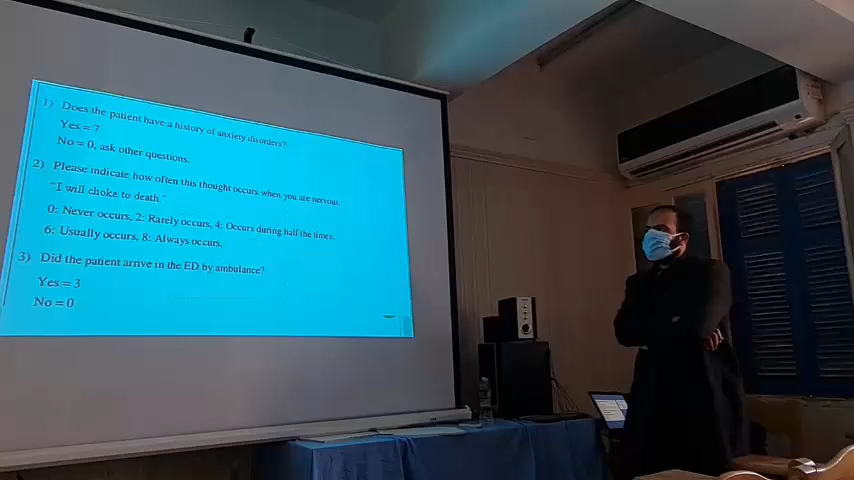 1) Does the patient have a history of anxiety disorders?
Yes = 7
No = 0, ask other questions.
2) Please indicate how often this thought occurs when you are nervous:
"I will choke to death."
0: Never occurs, 2: Rarely occurs, 4: Occurs during half the times,
6: Usually occurs, 8: Always occurs.
3) Did the patient arrive in the ED by ambulance?
Yes = 3
No = 0